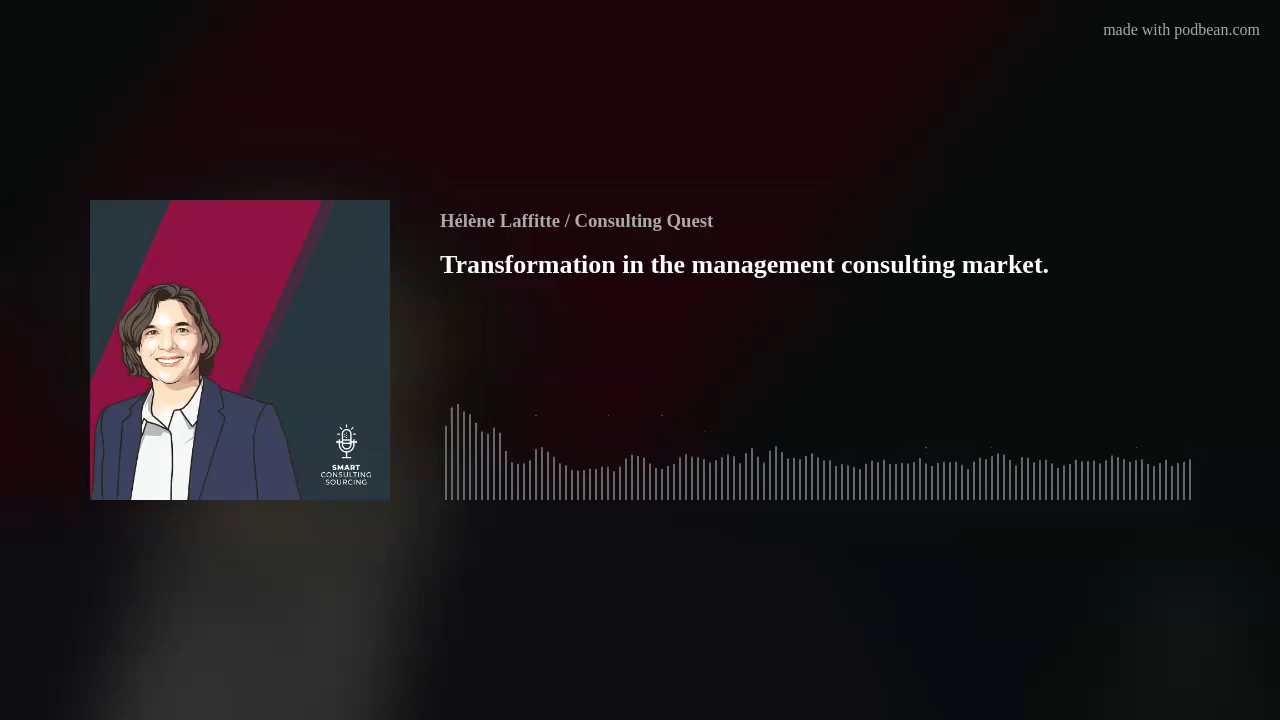 made with podbean.com
Hélène Laffitte / Consulting Quest
Transformation in the management consulting market.
SMART
CONSULTING
SOURCING